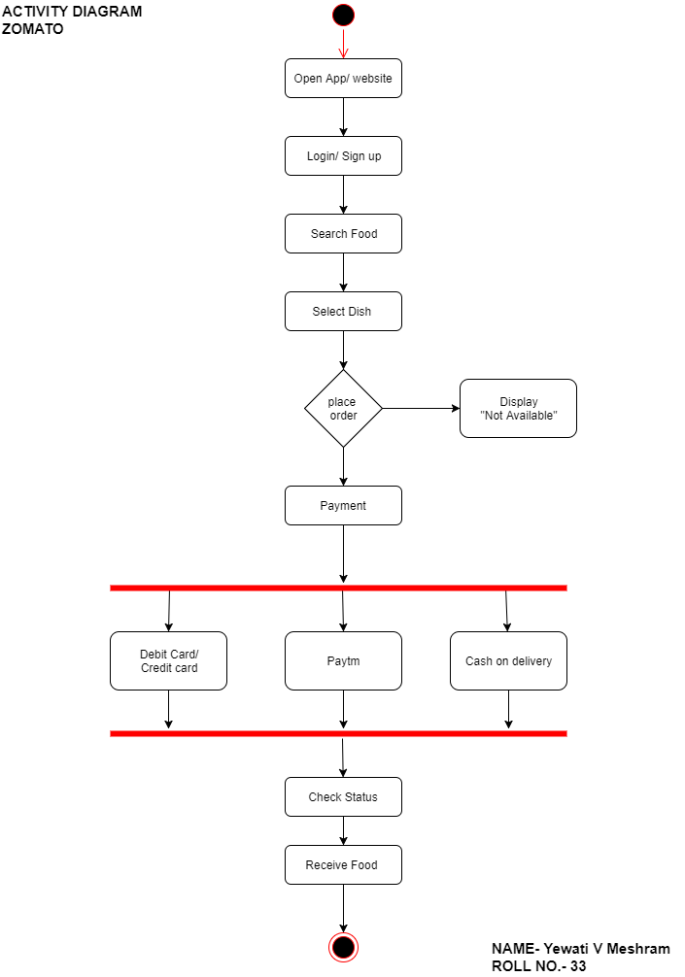 ACTIVITY DIAGRAM
ZOMATO
Open App/ website
Login/ Sign up
Search Food
Select Dish
place
order
Display
"Not Available"
Payment
Debit Card/
Credit card
Paytm
Cash on delivery
Check Status
Receive Food
NAME- Yewati V Meshram
ROLL NO.- 33